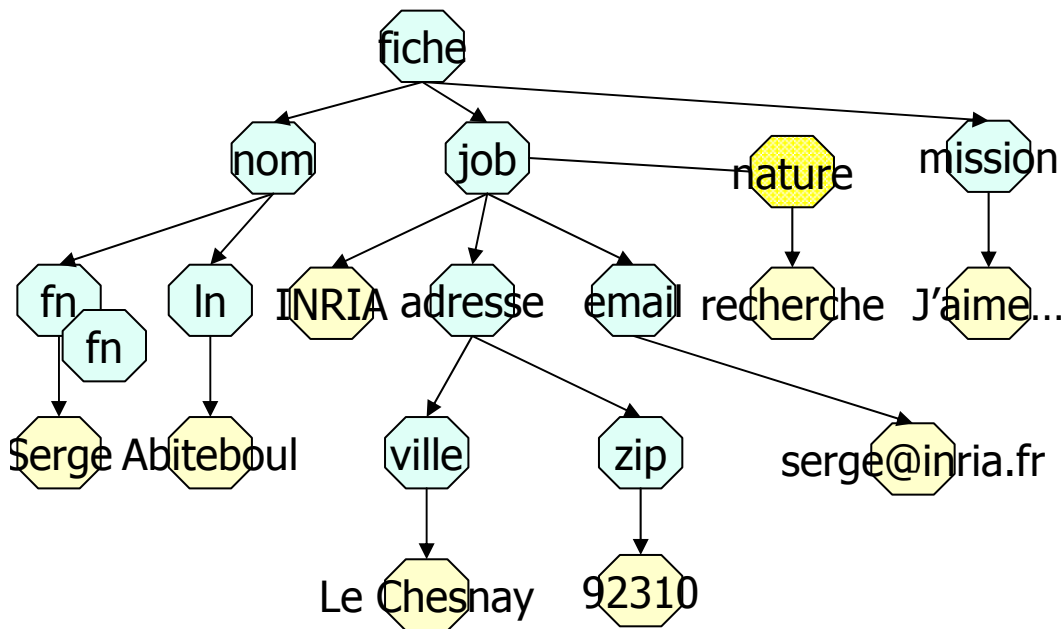 fiche
nom
job
nature
mission
fn
fn
ln
INRIA
adresse
email
recherche
J'aime...
Serge
Abiteboul
ville
zip
serge@inria.fr
Le Chesnay
92310